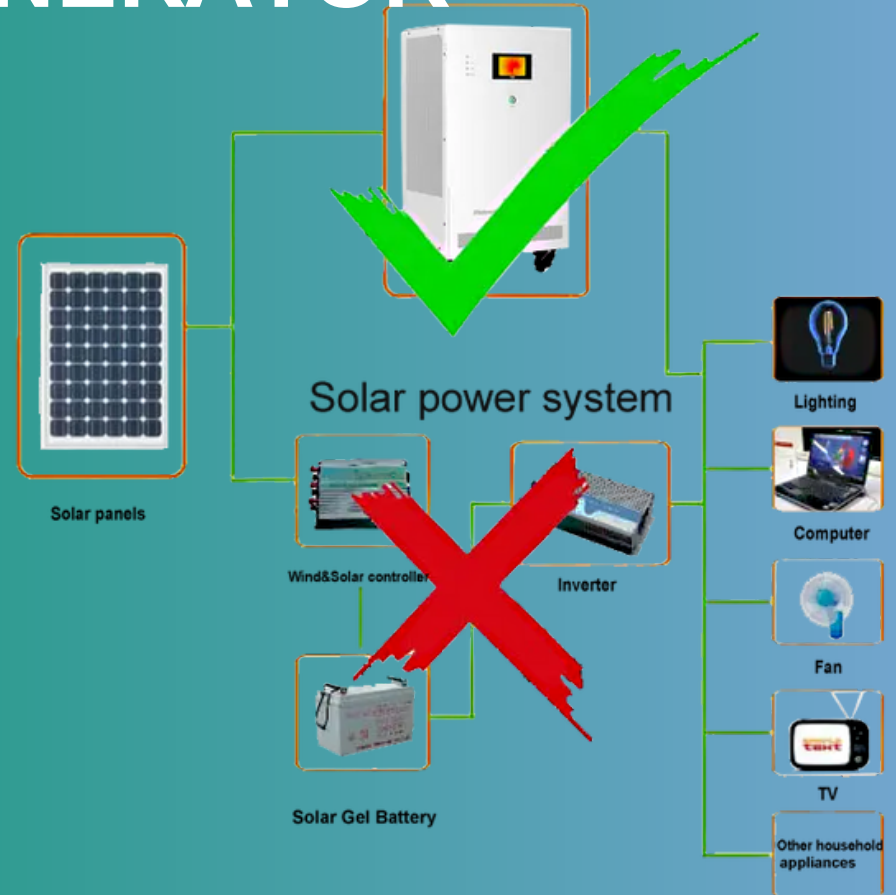 NERATOR
Solar power system
Solar panels
Wind&Solar controller
Inverter
Solar Gel Battery
Lighting
Computer
Fan
TV
Other household
appliances